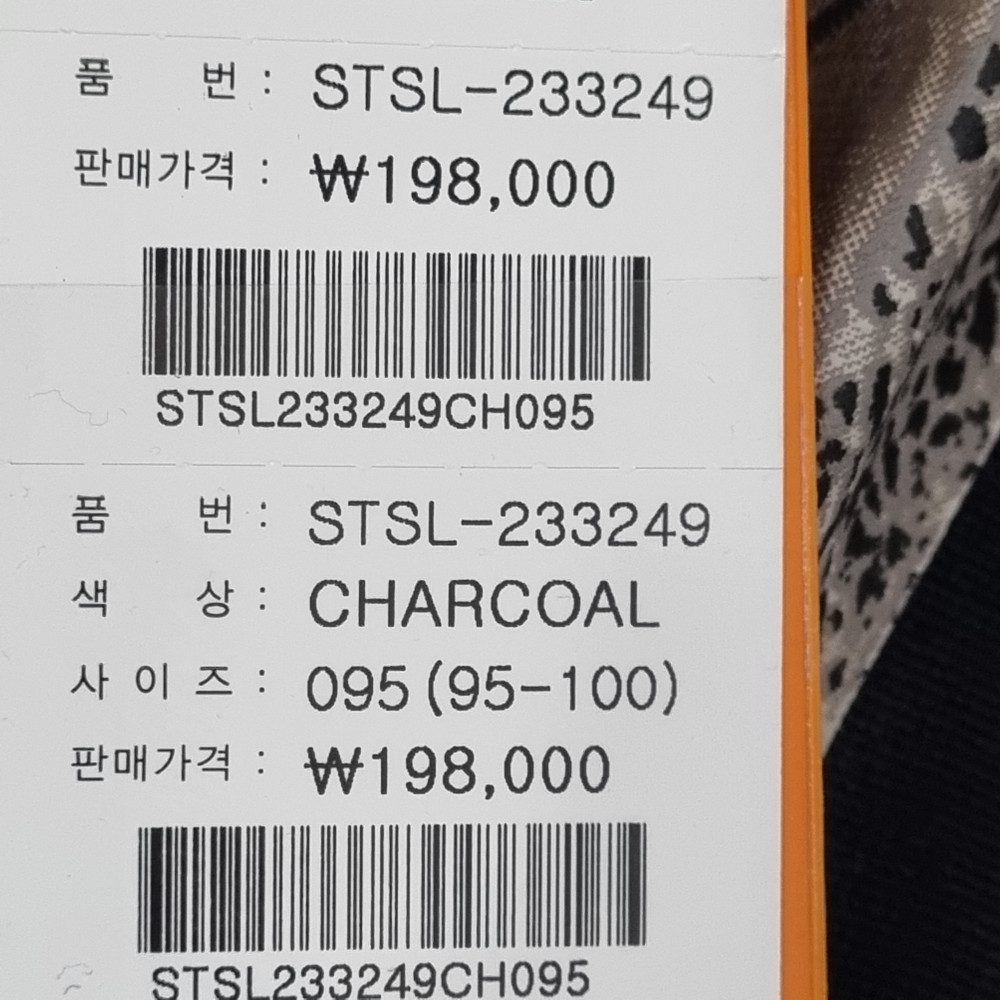 품 번 : STSL-233249
판매가격 : ₩198,000
STSL233249CH095
품 번 : STSL-233249
색 상 : CHARCOAL
사 이 즈 : 095 (95-100)
판매가격 : ₩198,000
STSL233249CH095